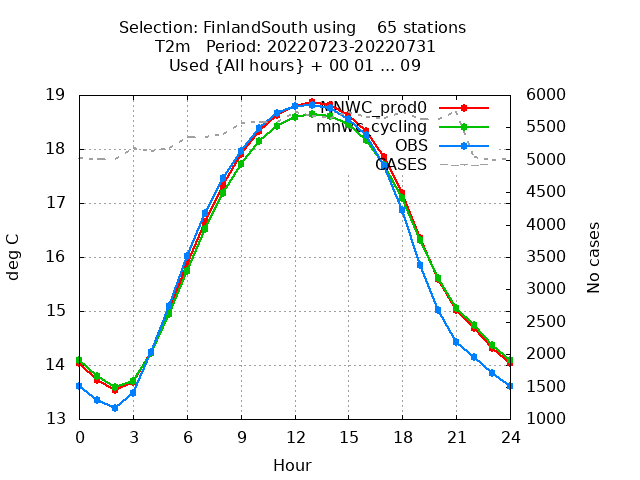 Selection: FinlandSouth using    65 stations
T2m   Period: 20220723-20220731
Used {All hours} + 00 01 ... 09
MNWC_prod0
mnwc_cycling
OBS
CASES
deg C
19
18
17
16
15
14
13
6000
5500
5000
4500
4000
3500
3000
2500
2000
1500
1000
No cases
0 3 6 9 12 15 18 21 24
Hour